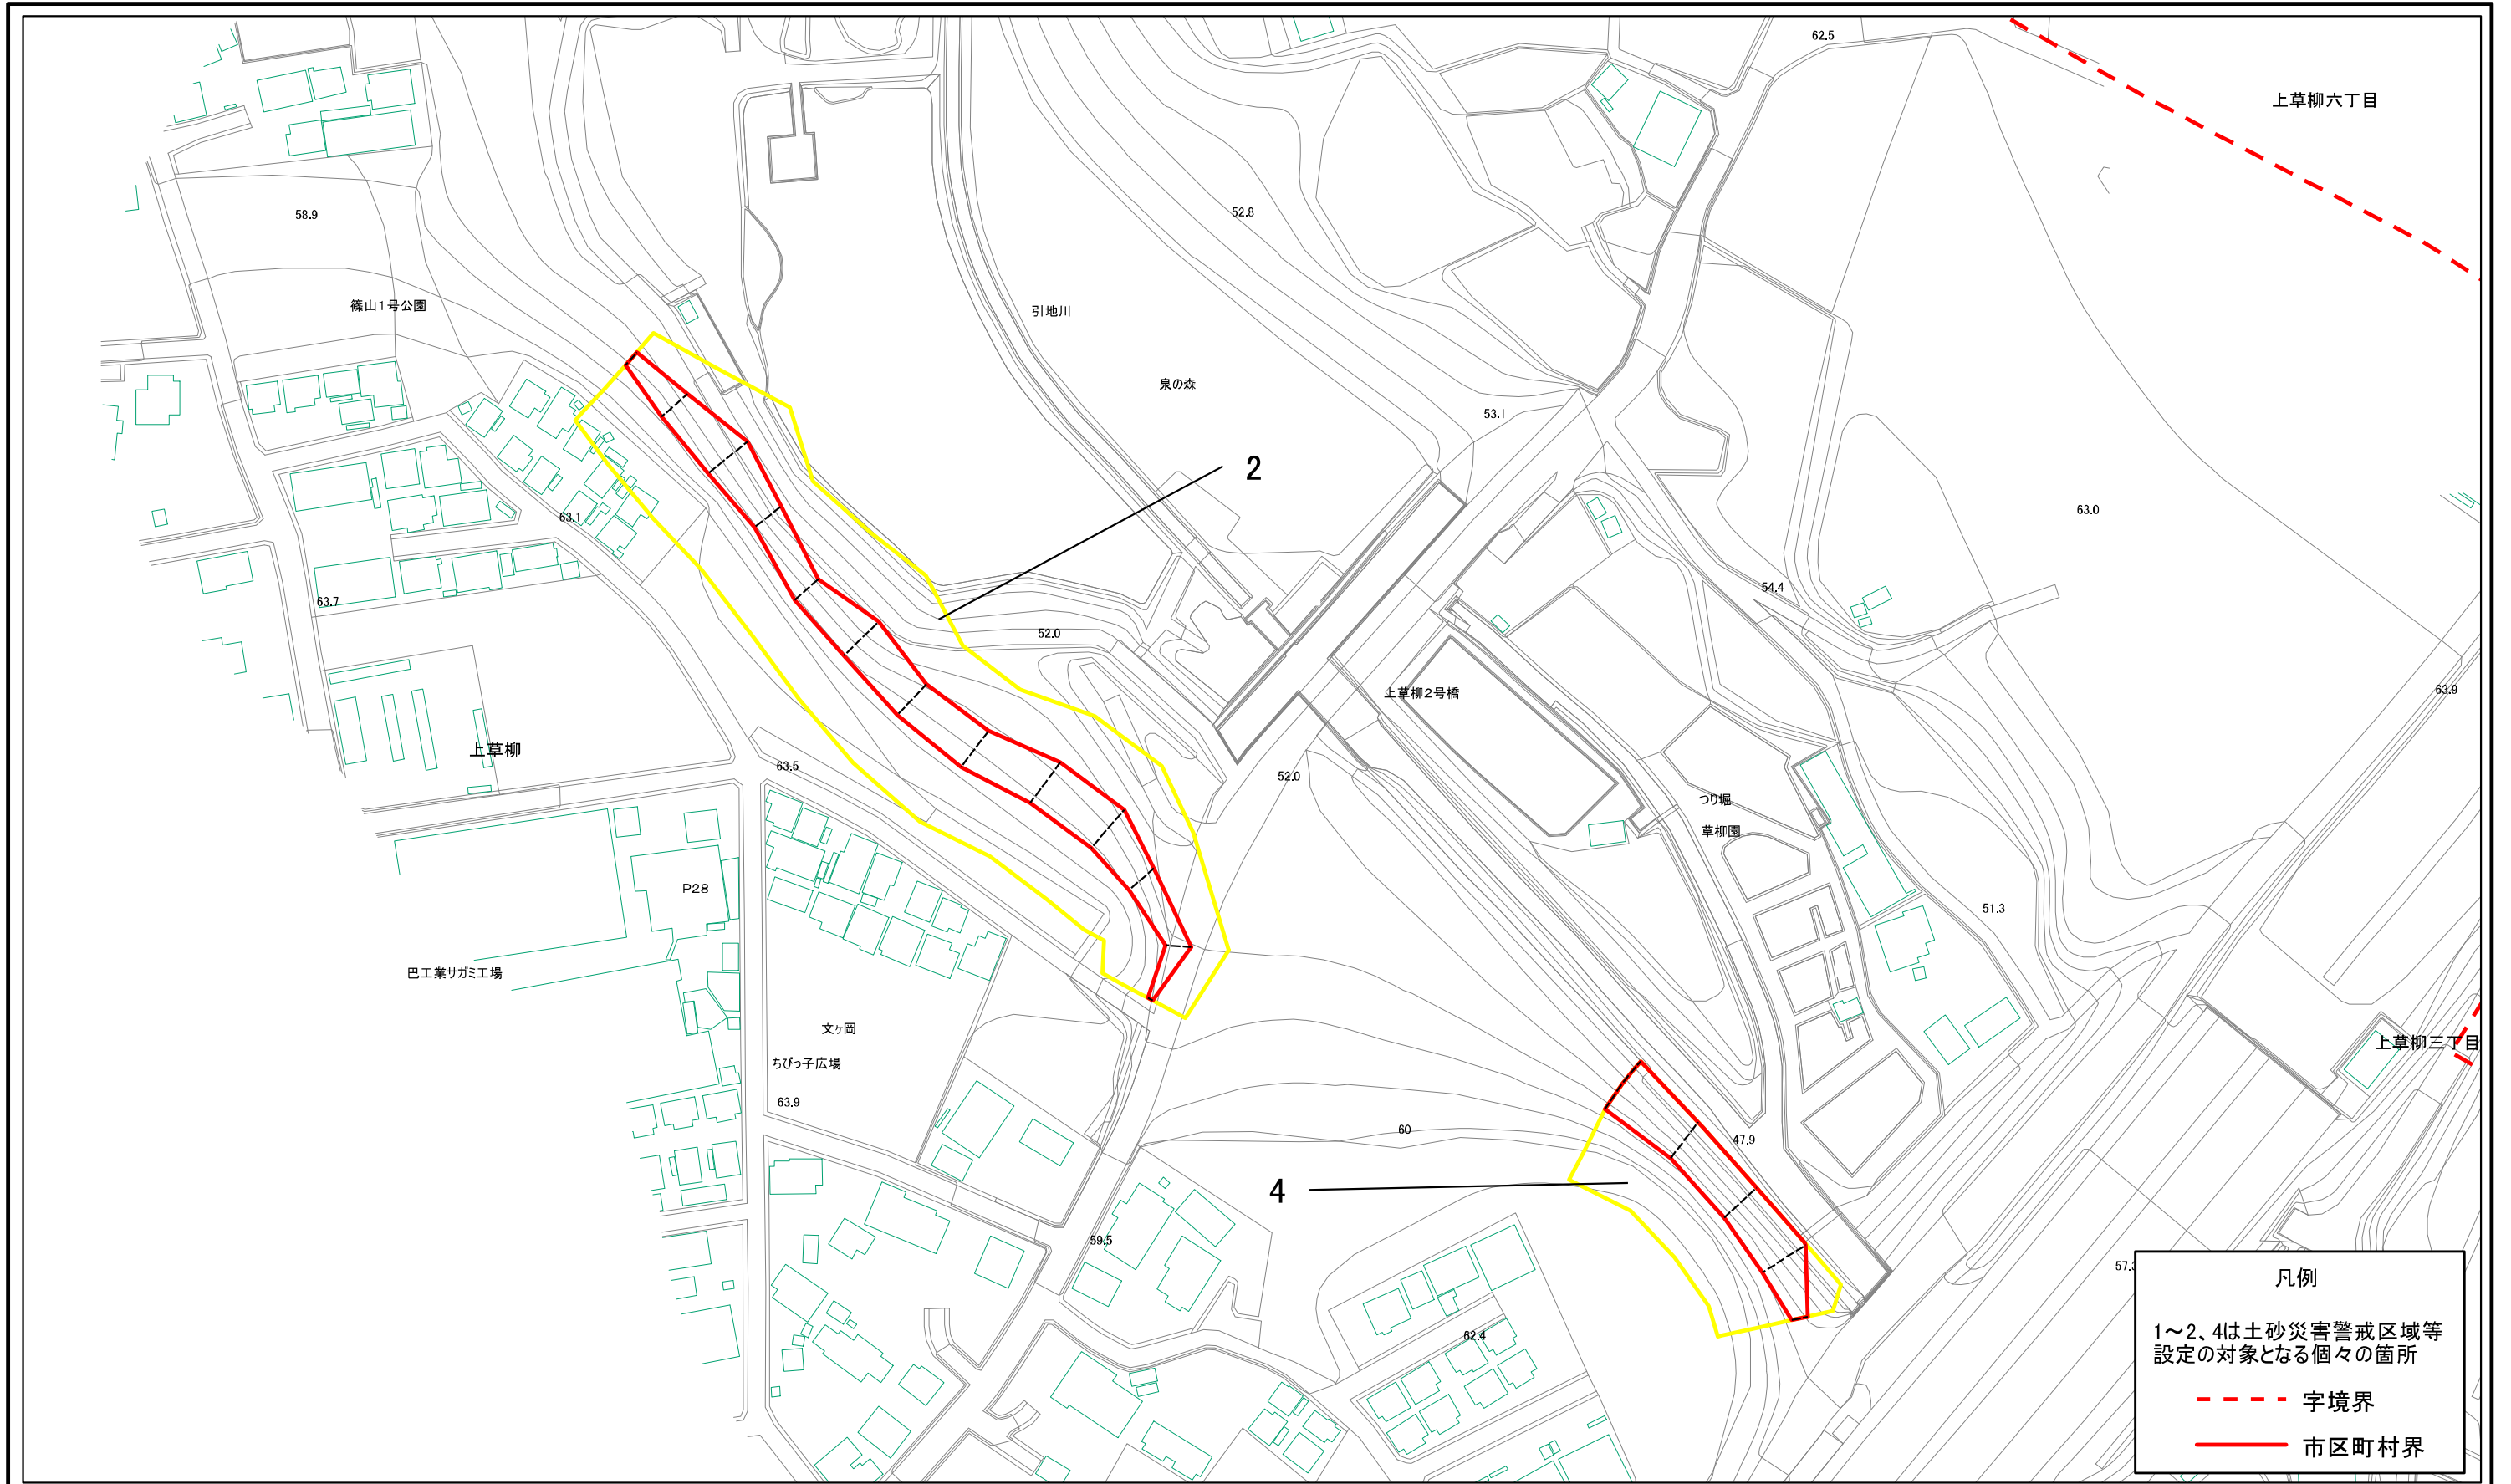 62.5
上草柳六丁目
58.9
52.8
篠山1号公園
引地川
泉の森
53.1
2
63.1
63.0
54.4
63.7
52.0
63.9
上草柳2号橋
上草柳
63.5
52.0
つり堀
草柳園
P28
51.3
巴工業サガミ工場
文ヶ岡
ちびっ子広場
上草柳三丁目
63.9
60
47.9
4
59.5
57.3
62.4
凡例
1～2、4は土砂災害警戒区域等
設定の対象となる個々の箇所
字境界
市区町村界